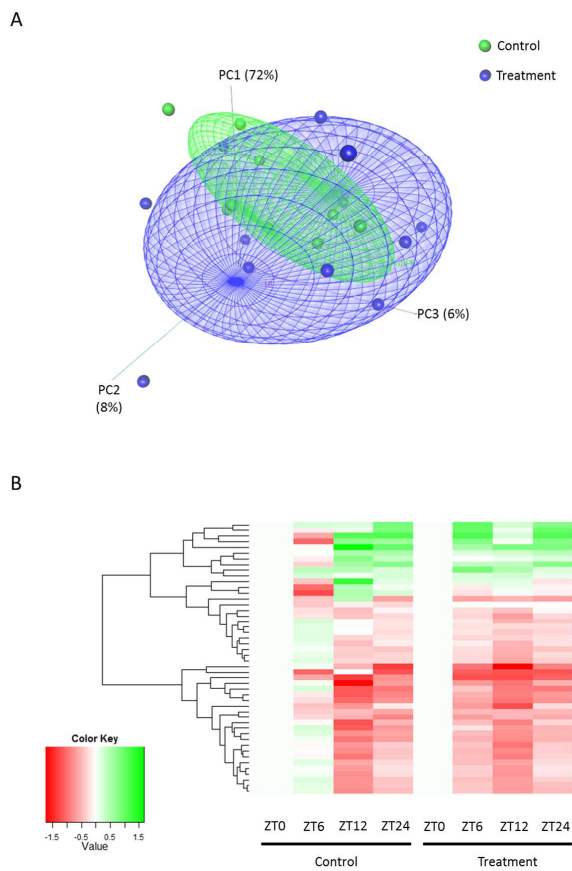 A
Control
Treatment
PC1 (72%)
PC3 (6%)
PC2
(8%)
B
Color Key
-1.5 -0.5 0.5 1.5
Value
ZT0 ZT6 ZT12 ZT24 ZT0 ZT6 ZT12 ZT24
Control Treatment